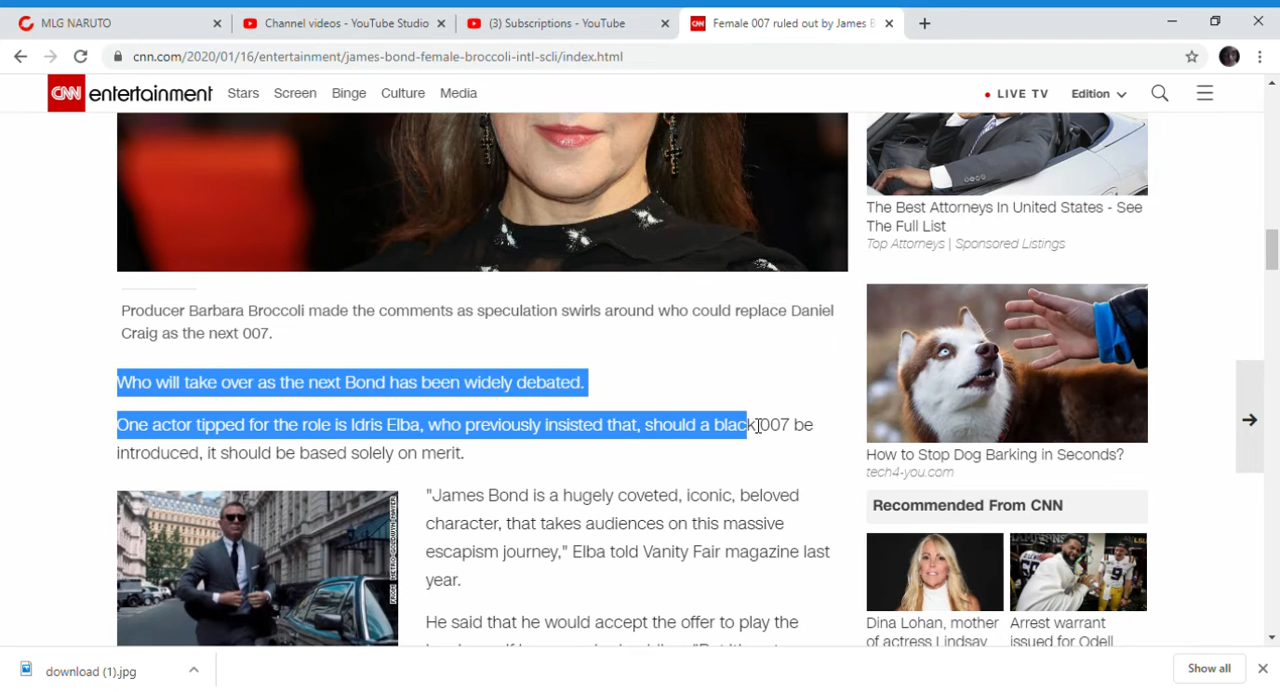 MLG NARUTO
Channel videos - YouTube Studio
(3) Subscriptions - YouTube
CNN
Female 007 ruled out by James B
cnn.com/2020/01/16/entertainment/james-bond-female-broccoli-intl-scli/index.html
CNN entertainment Stars Screen Binge Culture Media
LIVE TV Edition
Producer Barbara Broccoli made the comments as speculation swirls around who could replace Daniel
Craig as the next 007.
Who will take over as the next Bond has been widely debated.
One actor tipped for the role is Idris Elba, who previously insisted that, should a black 007 be
introduced, it should be based solely on merit.
FROM METRO-GOLDWYN-MAYER
"James Bond is a hugely coveted, iconic, beloved
character, that takes audiences on this massive
escapism journey," Elba told Vanity Fair magazine last
year.
He said that he would accept the offer to play the
The Best Attorneys In United States - See
The Full List
Top Attorneys | Sponsored Listings
How to Stop Dog Barking in Seconds?
tech4-you.com
Recommended From CNN
Dina Lohan, mother
of actress Lindsay
Arrest warrant
issued for Odell
download (1).jpg
Show all